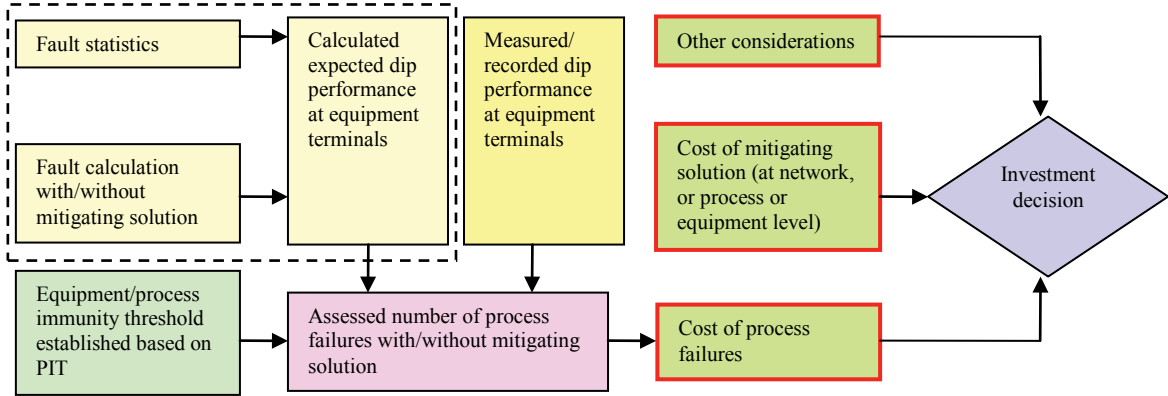 Fault statistics
Calculated
expected dip
performance
at equipment
terminals
Measured/
recorded dip
performance
at equipment
terminals
Other considerations
Fault calculation
with/without
mitigating solution
Cost of mitigating
solution (at network,
or process or
equipment level)
Investment
decision
Equipment/process
immunity threshold
established based on
PIT
Assessed number of process
failures with/without mitigating
solution
Cost of process
failures